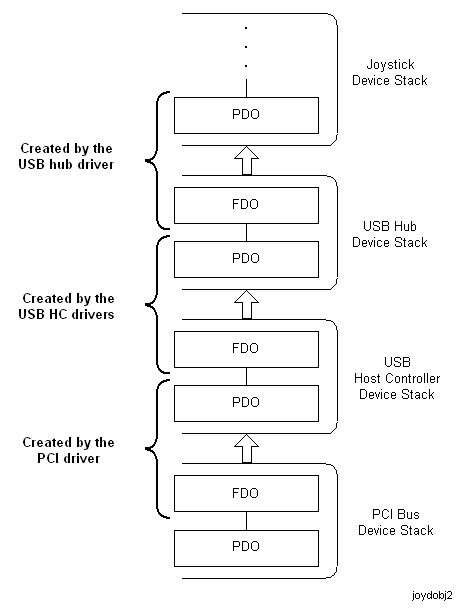 Joystick
Device Stack
PDO
Created by the
USB hub driver
FDO
USB Hub
Device Stack
PDO
Created by the
USB HC drivers
FDO
USB
Host Controller
Device Stack
PDO
Created by the
PCI driver
FDO
PCI Bus
Device Stack
PDO
joydobj2